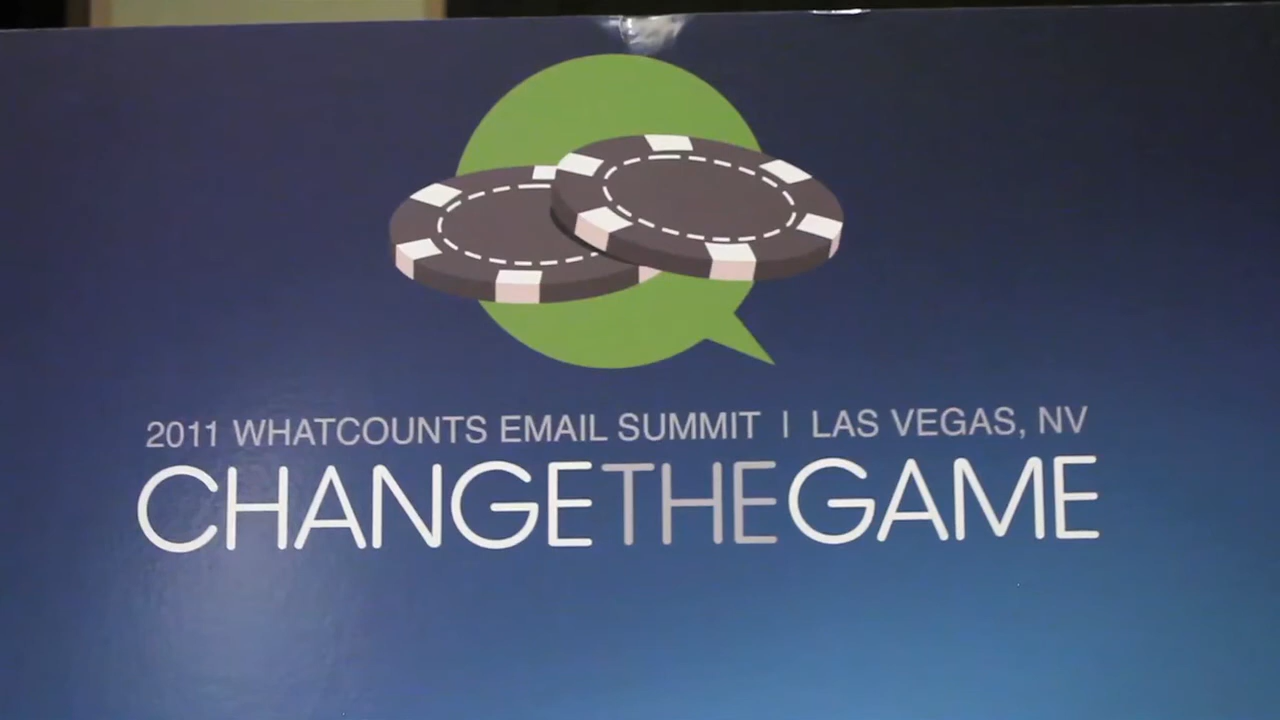 2011 WHATCOUNTS EMAIL SUMMIT | LAS VEGAS, NV
CHANGETHEGAME